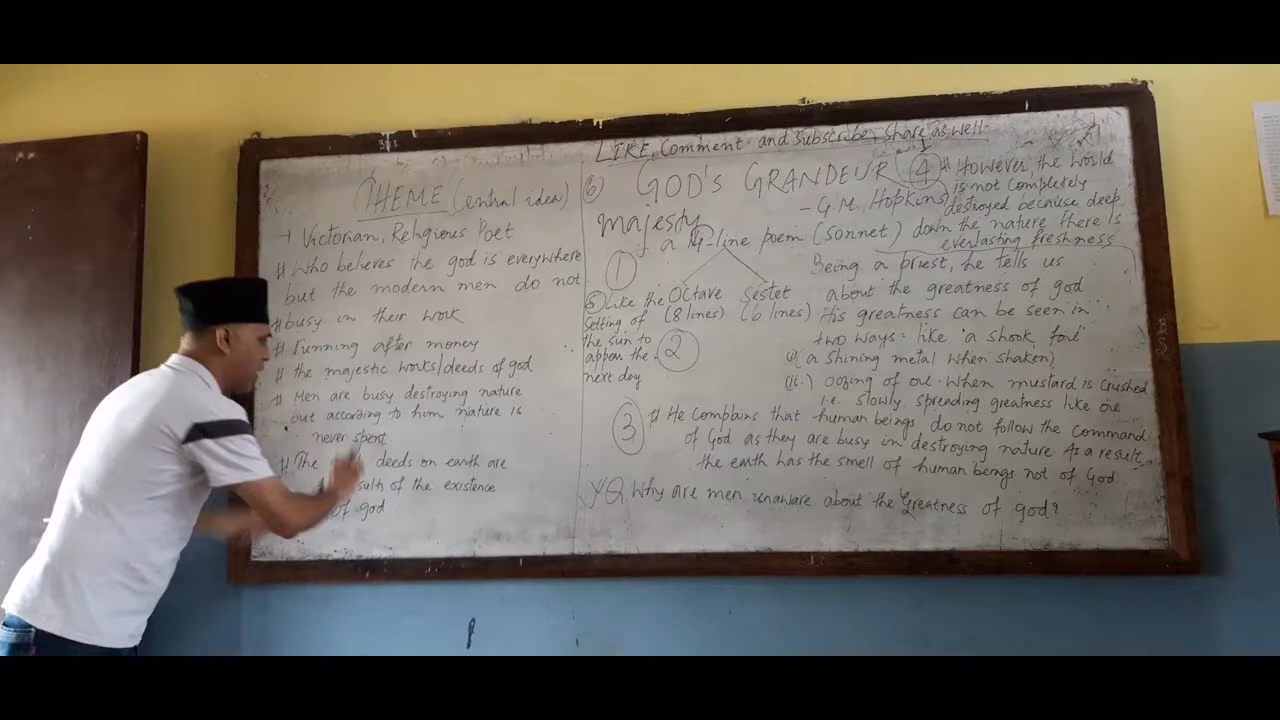 LIKE, Comment and Subscribe, Share as well
THEME (Central idea)
→ Victorian, Religious Poet
# Who believes the god is everywhere
but the modern men do not
# busy in their work
# running after money
# the majestic works/deeds of god
# Men are busy destroying nature
but according to him nature is
never spent
# The deeds on earth are
results of the existence
of god
6 GOD'S GRANDEUR
- G.M. Hopkins
majesty
a 14-line poem (sonnet)
1
Octave Sestet
(8 lines) (6 lines)
5 Like the
setting of
the sun to
appear the
next day
2
4 # However, the world
is not completely
destroyed because deep
down the nature there is
everlasting freshness
Being a priest, he tells us
about the greatness of god
His greatness can be seen in
two ways:- like 'a shook foil'
(i) a shining metal when shaken)
(ii.) oozing of oil. When mustard is crushed
i.e. slowly spreading greatness like oil
3 # He complains that human beings do not follow the command
of God as they are busy in destroying nature As a result,
the earth has the smell of human beings not of God.
Q Why are men unaware about the Greatness of god?